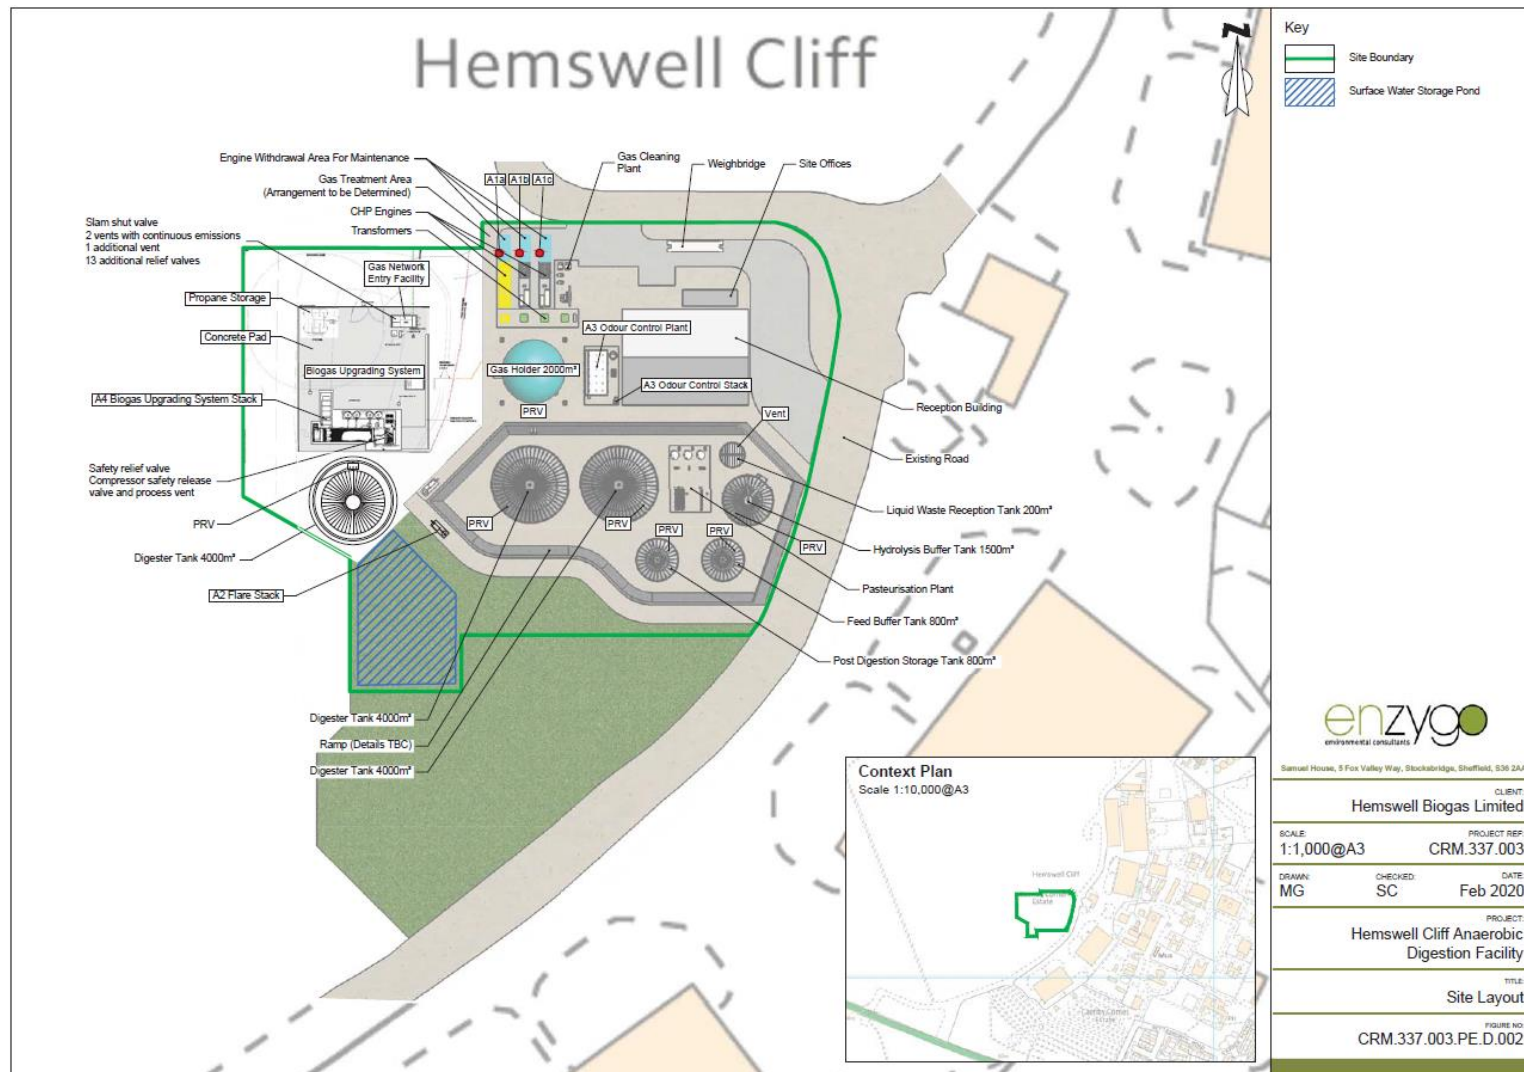 Hemswell Cliff
Engine Withdrawal Area For Maintenance
Gas Treatment Area
(Arrangement to be Determined)
CHP Engines
Transformers
A1a
A1b
A1c
Gas Cleaning
Plant
Weighbridge
Site Offices
Slam shut valve
2 vents with continuous emissions
1 additional vent
13 additional relief valves
Gas Network
Entry Facility
Propane Storage
Concrete Pad
Biogas Upgrading System
A4 Biogas Upgrading System Stack
Gas Holder 2000m³
PRV
A3 Odour Control Plant
A3 Odour Control Stack
Reception Building
Vent
Existing Road
Safety relief valve
Compressor safety release
valve and process vent
PRV
Digester Tank 4000m³
A2 Flare Stack
PRV
PRV
PRV
PRV
PRV
Liquid Waste Reception Tank 200m³
Hydrolysis Buffer Tank 1500m³
Pasteurisation Plant
Feed Buffer Tank 800m³
Post Digestion Storage Tank 800m³
Digester Tank 4000m³
Ramp (Details TBC)
Digester Tank 4000m³
Context Plan
Scale 1:10,000@A3
Hemswell Cliff
Estate
Estate
N
Key
Site Boundary
Surface Water Storage Pond
enzygo
environmental consultants
Samuel House, 5 Fox Valley Way, Stocksbridge, Sheffield, S36 2AA
CLIENT:
Hemswell Biogas Limited
SCALE: PROJECT REF:
1:1,000@A3 CRM.337.003
DRAWN: CHECKED: DATE:
MG SC Feb 2020
PROJECT:
Hemswell Cliff Anaerobic
Digestion Facility
TITLE:
Site Layout
FIGURE NO:
CRM.337.003.PE.D.002